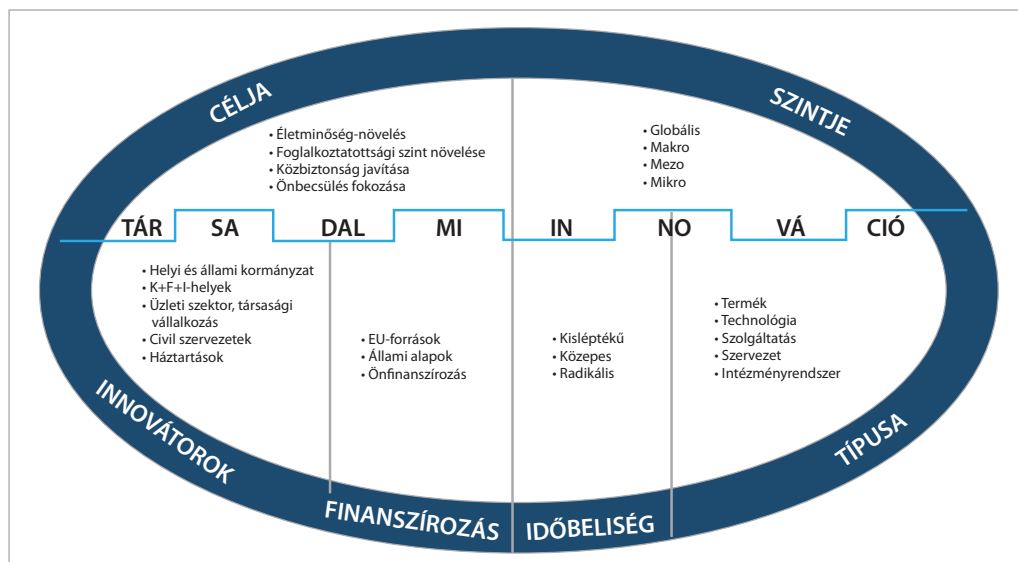 CÉLJA
SZINTJE
• Életminőség-növelés
• Foglalkoztatottsági szint növelése
• Közbiztonság javítása
• Önbecsülés fokozása
• Globális
• Makro
• Mezo
• Mikro
TÁR SA DAL MI IN NO VÁ CIÓ
• Helyi és állami kormányzat
• K+F+I-helyek
• Üzleti szektor, társasági
vállalkozás
• Civil szervezetek
• Háztartások
• EU-források
• Állami alapok
• Önfinanszírozás
• Kisléptékű
• Közepes
• Radikális
• Termék
• Technológia
• Szolgáltatás
• Szervezet
• Intézményrendszer
INNOVÁTOROK
FINANSZÍROZÁS
IDŐBELISÉG
TÍPUSA